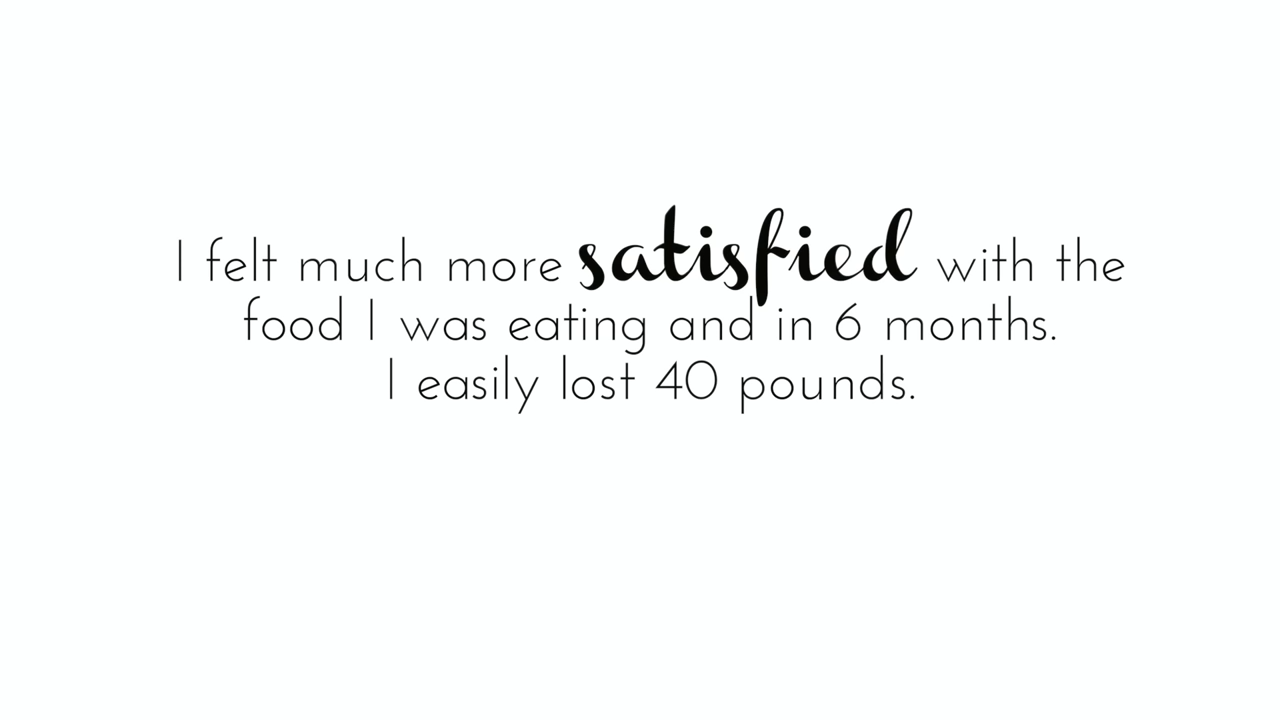 I felt much more satisfied with the
food I was eating and in 6 months.
I easily lost 40 pounds.